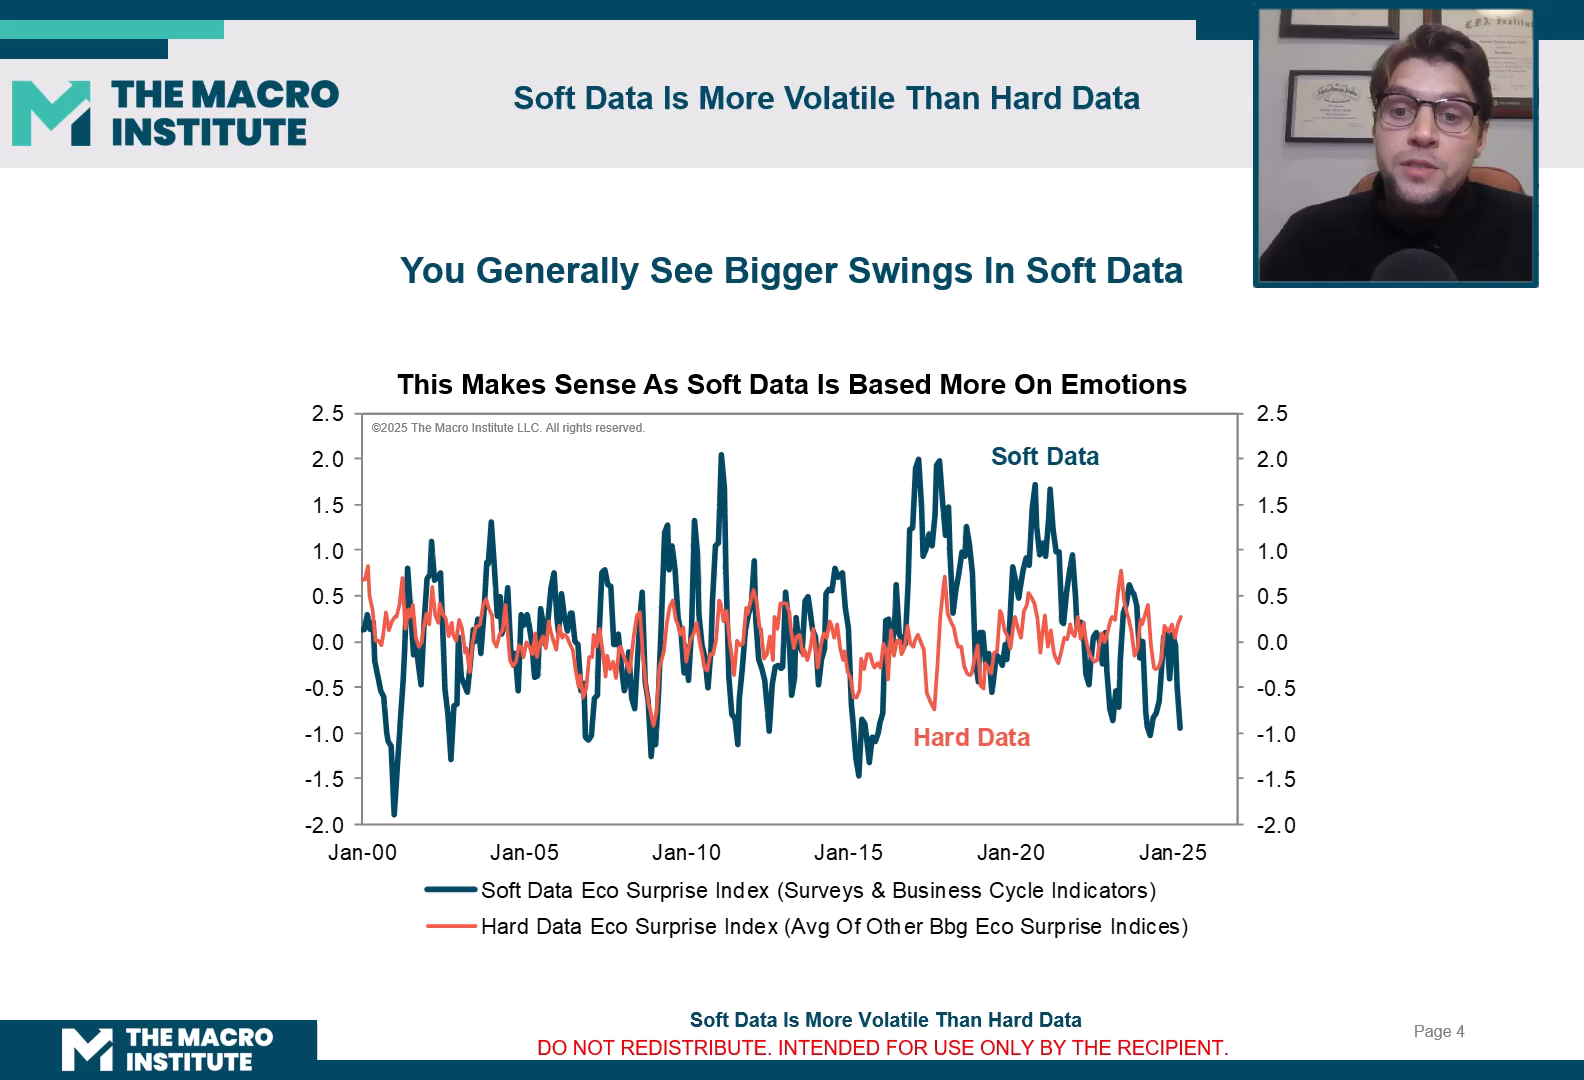 THE MACRO
INSTITUTE
Soft Data Is More Volatile Than Hard Data
CFA Institute
You Generally See Bigger Swings In Soft Data
This Makes Sense As Soft Data Is Based More On Emotions
©2025 The Macro Institute LLC. All rights reserved.
2.5
2.0
1.5
1.0
0.5
0.0
-0.5
-1.0
-1.5
-2.0
Soft Data
Hard Data
2.5
2.0
1.5
1.0
0.5
0.0
-0.5
-1.0
-1.5
-2.0
Jan-00 Jan-05 Jan-10 Jan-15 Jan-20 Jan-25
Soft Data Eco Surprise Index (Surveys & Business Cycle Indicators)
Hard Data Eco Surprise Index (Avg Of Other Bbg Eco Surprise Indices)
THE MACRO
INSTITUTE
Soft Data Is More Volatile Than Hard Data
DO NOT REDISTRIBUTE. INTENDED FOR USE ONLY BY THE RECIPIENT.
Page 4